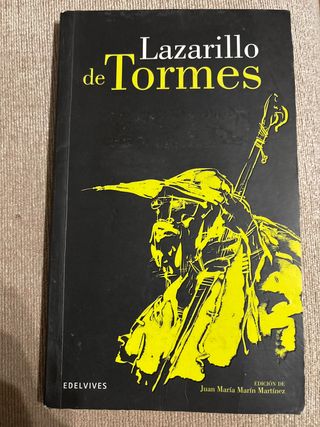 Lazarillo
de Tormes
EDELVIVES
EDICIÓN DE
Juan María Marín Martínez